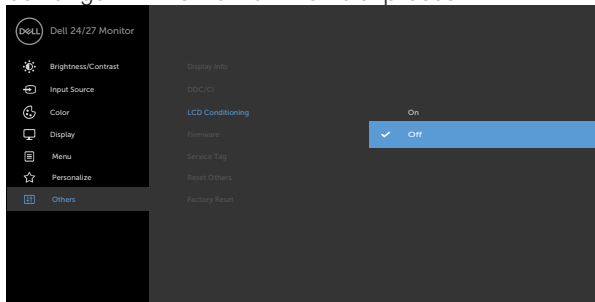 DELL Dell 24/27 Monitor
Brightness/Contrast Display Info
Input Source DDC/CI
Color LCD Conditioning On
Display Firmware Off
Menu Service Tag
Personalize Reset Others
Others Factory Reset